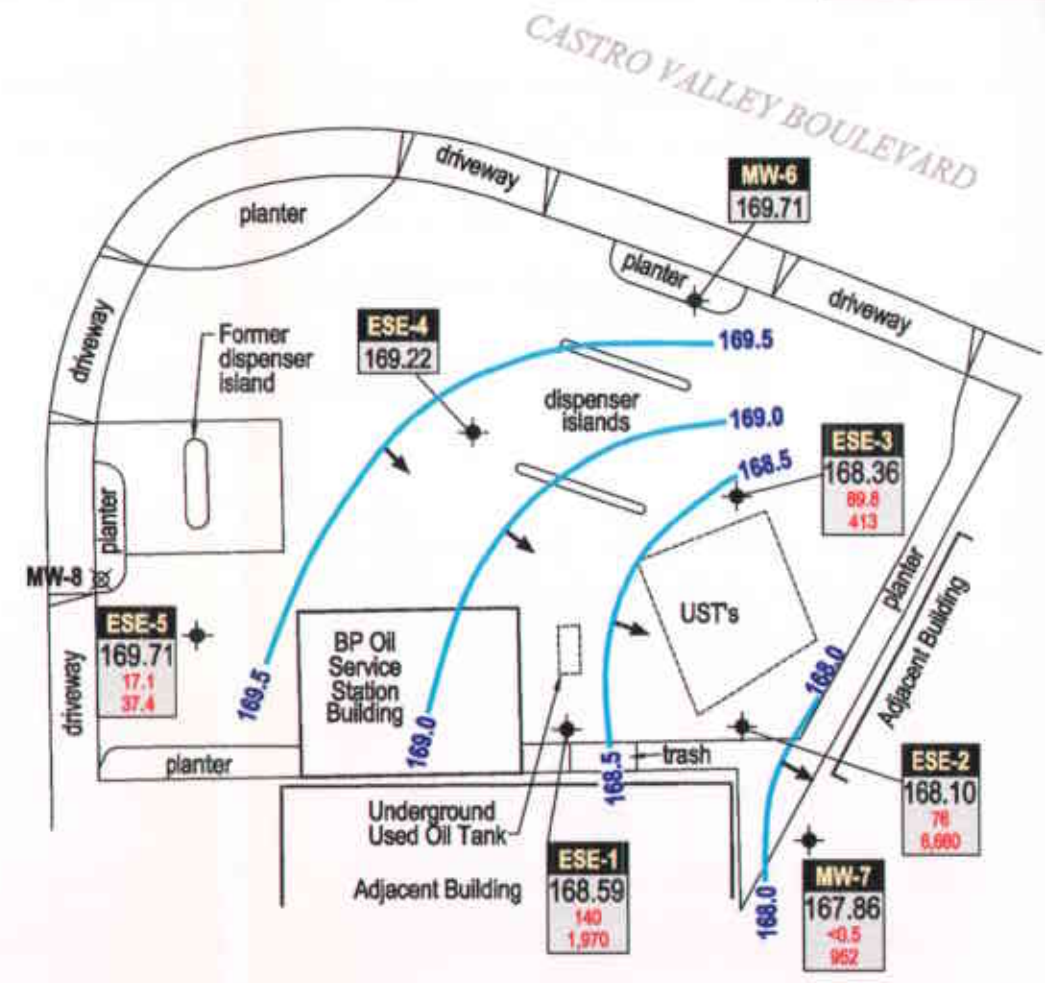 CASTRO VALLEY BOULEVARD
driveway
MW-6
169.71
planter
planter
driveway
driveway
ESE-4
169.22
Former
dispenser
island
169.5
dispenser
islands
169.0
168.5
ESE-3
168.36
89.8
413
planter
MW-8
ESE-5
169.71
17.1
37.4
driveway
169.5
BP Oil
Service
Station
Building
169.0
UST's
168.0
planter
Adjacent Building
planter
168.5
trash
Underground
Used Oil Tank
Adjacent Building
ESE-1
168.59
140
1,970
168.0
ESE-2
168.10
76
6,660
MW-7
167.86
<0.5
952